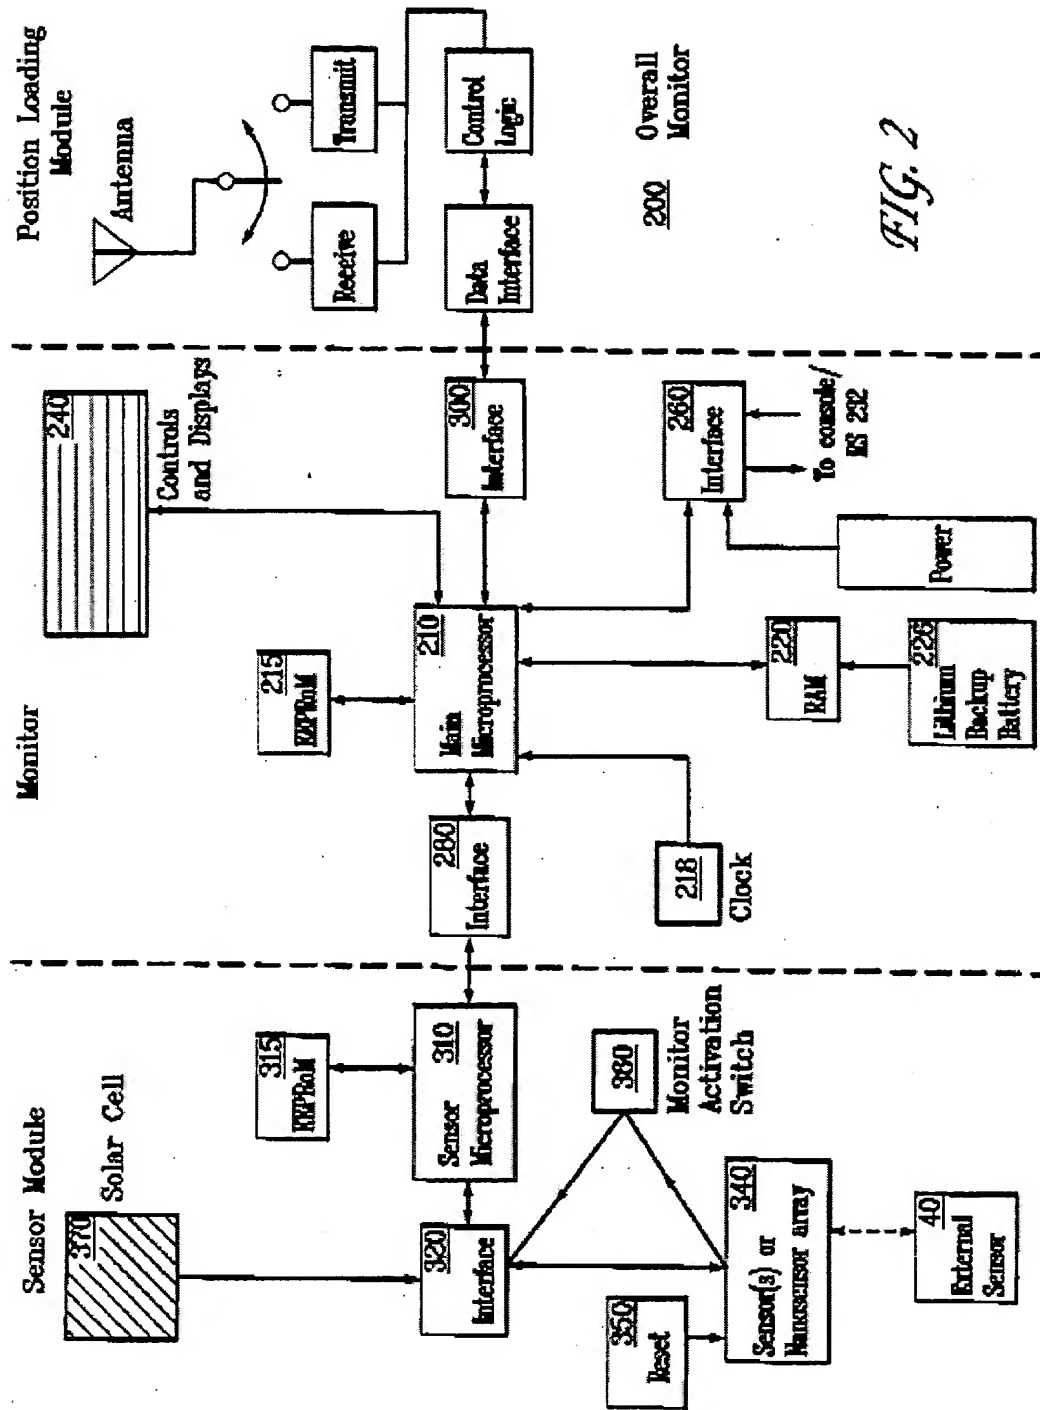 Sensor Module
370
Solar Cell
315
EEPRoM
320
Interface
310
Sensor
Microprocessor
350
Reset
380
Monitor
Activation
Switch
340
Sensor(s) or
Nanosensor array
40
External
Sensor
Monitor
240
Controls
and Displays
215
EEPRoM
280
Interface
210
Main
Microprocessor
300
Interface
218
Clock
260
Interface
To console/
RS 232
220
RAM
Power
226
Lithium
Backup
Battery
Position Loading
Module
Antenna
Receive
Transmit
Data
Interface
Control
Logic
200
Overall
Monitor
FIG. 2